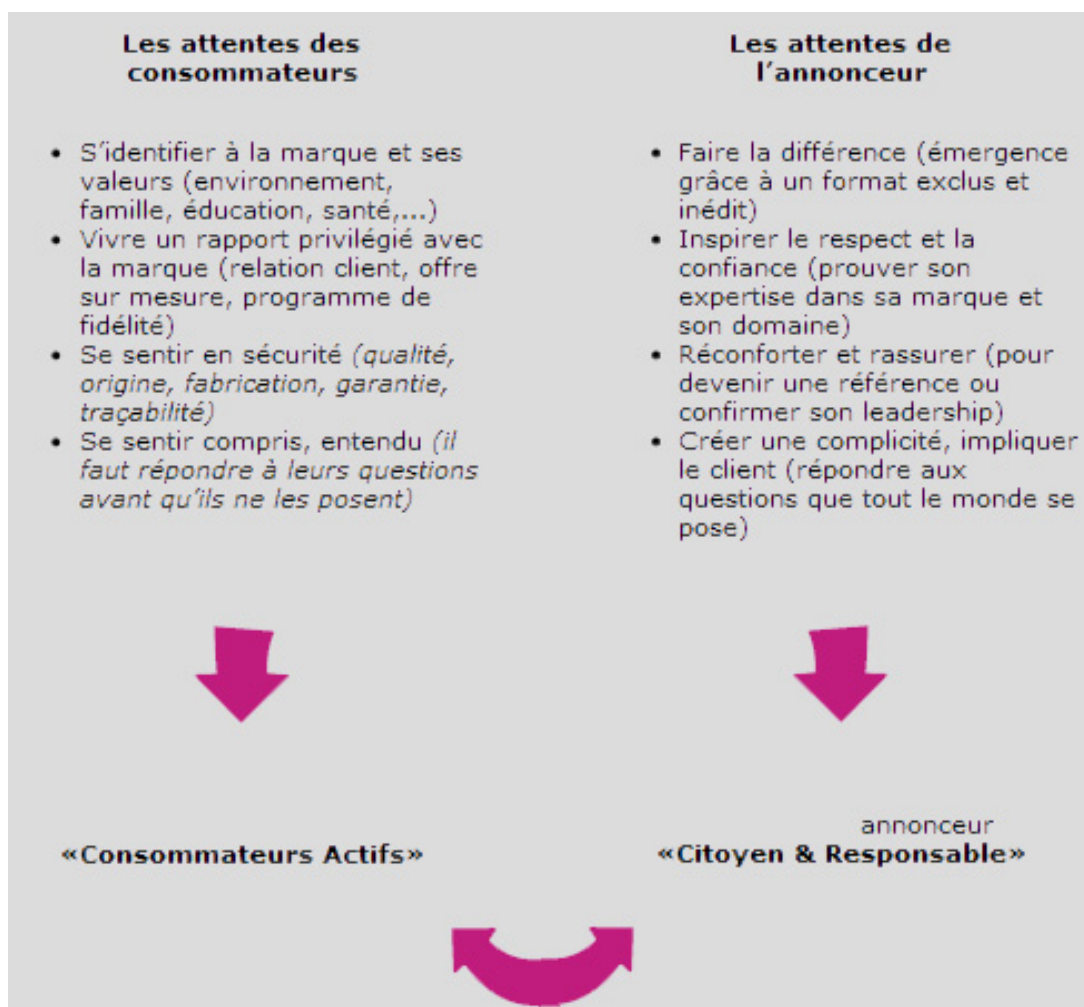 Les attentes des
consommateurs
• S'identifier à la marque et ses
valeurs (environnement,
famille, éducation, santé,...)
• Vivre un rapport privilégié avec
la marque (relation client, offre
sur mesure, programme de
fidélité)
• Se sentir en sécurité (qualité,
origine, fabrication, garantie,
traçabilité)
• Se sentir compris, entendu (il
faut répondre à leurs questions
avant qu'ils ne les posent)
«Consommateurs Actifs»
Les attentes de
l'annonceur
• Faire la différence (émergence
grâce à un format exclus et
inédit)
• Inspirer le respect et la
confiance (prouver son
expertise dans sa marque et
son domaine)
• Réconforter et rassurer (pour
devenir une référence ou
confirmer son leadership)
• Créer une complicité, impliquer
le client (répondre aux
questions que tout le monde se
pose)
annonceur
«Citoyen & Responsable»